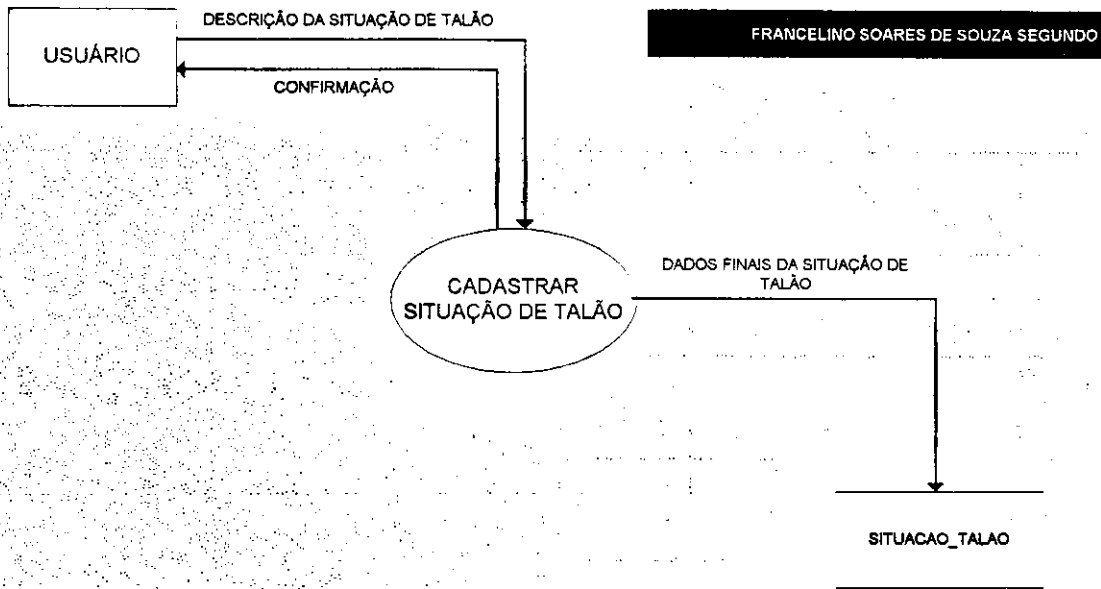 DESCRIÇÃO DA SITUAÇÃO DE TALÃO
FRANCELINO SOARES DE SOUZA SEGUNDO
USUÁRIO
CONFIRMAÇÃO
CADASTRAR
SITUAÇÃO DE TALÃO
DADOS FINAIS DA SITUAÇÃO DE
TALÃO
SITUACAO_TALAO